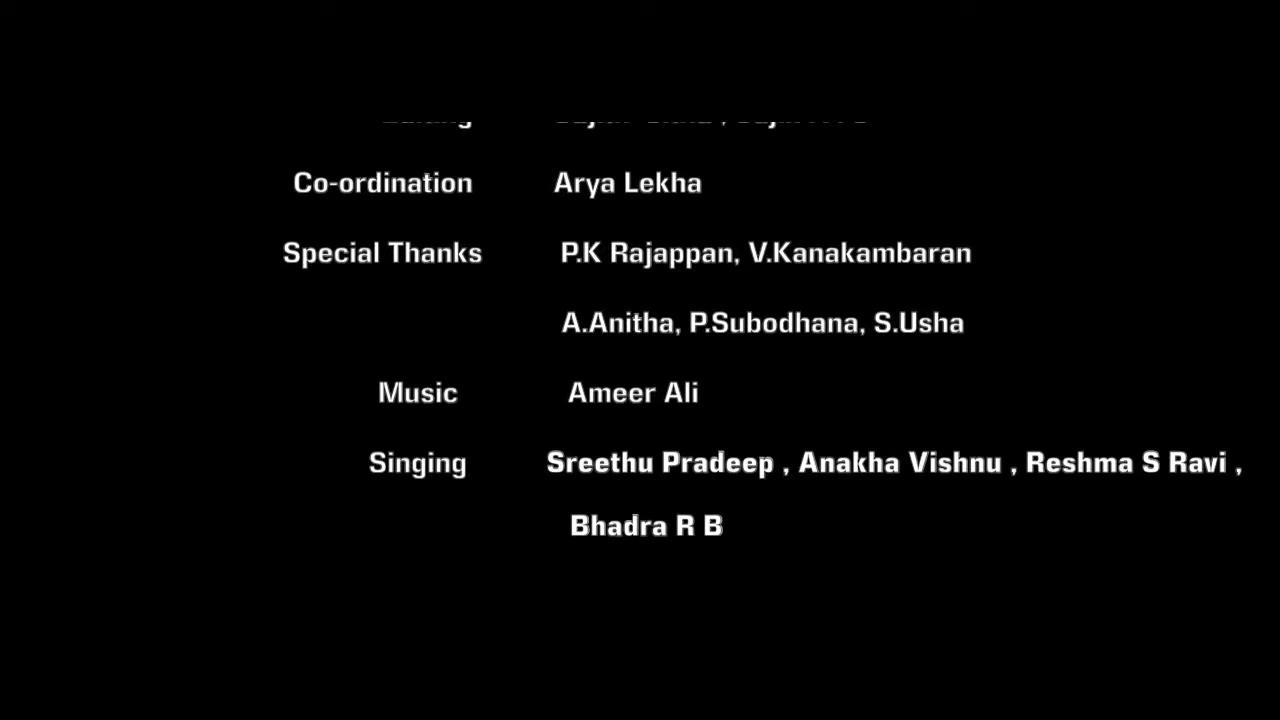 Co-ordination Arya Lekha
Special Thanks P.K Rajappan, V.Kanakambaran
A.Anitha, P.Subodhana, S.Usha
Music Ameer Ali
Singing Sreethu Pradeep , Anakha Vishnu , Reshma S Ravi ,
Bhadra R B